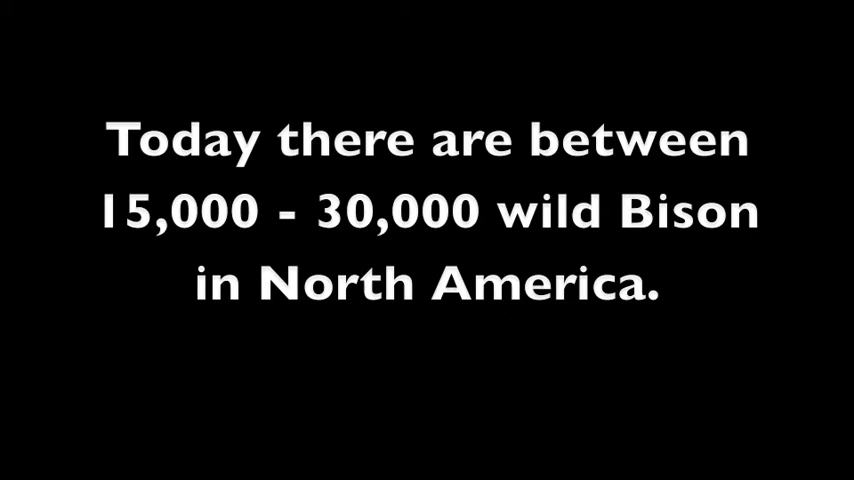 Today there are between
15,000 - 30,000 wild Bison
in North America.